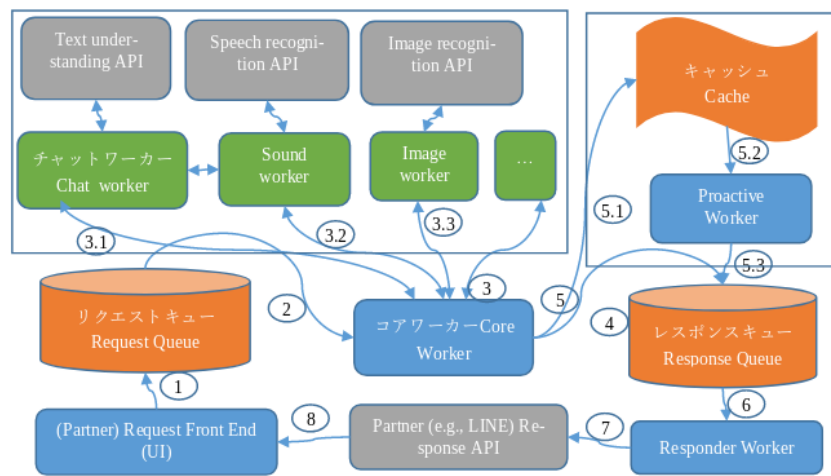 Text under-
standing API
Speech recogni-
tion API
Image recogni-
tion API
キャッシュ
Cache
チャットワーカー
Chat worker
Sound
worker
Image
worker
...
5.2
Proactive
Worker
5.1
3.1
3.2
3.3
5.3
2
3
5
リクエストキュー
Request Queue
コアワーカーCore
Worker
4
レスポンスキュー
Response Queue
1
6
(Partner) Request Front End
(UI)
8
Partner (e.g., LINE) Re-
sponse API
7
Responder Worker